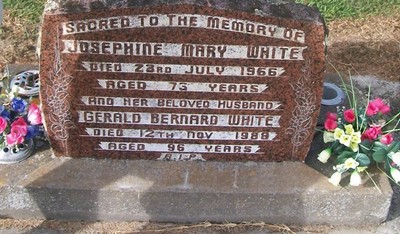 SACRED TO THE MEMORY OF
JOSEPHINE MARY WHITE
DIED 23RD JULY 1966
AGED 73 YEARS
AND HER BELOVED HUSBAND
GERALD BERNARD WHITE
DIED 12TH NOV 1988
AGED 96 YEARS
R.I.P.